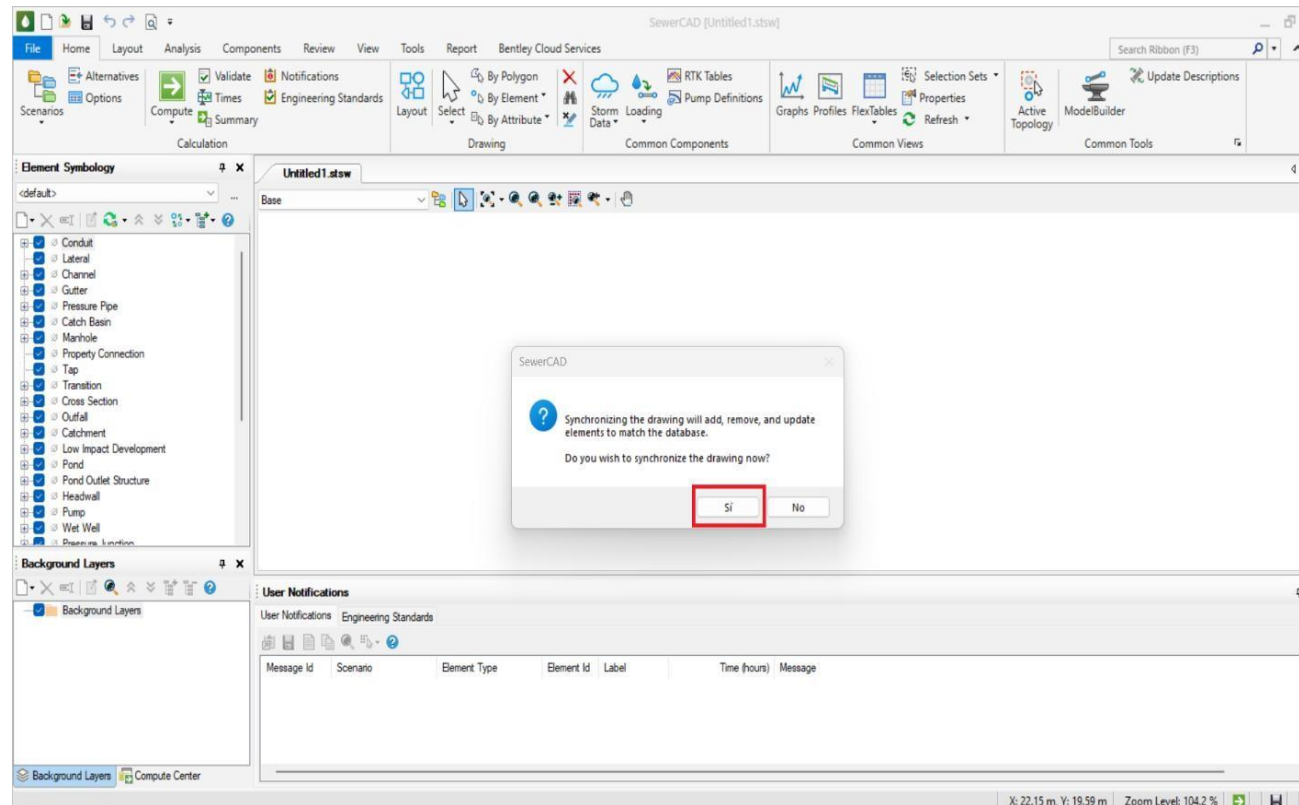 SewerCAD [Untitled1.stsw]
File Home Layout Analysis Components Review View Tools Report Bentley Cloud Services
Search Ribbon (F3)
Scenarios
Alternatives
Options
Compute
Validate
Times
Summary
Notifications
Engineering Standards
Calculation
Layout
Select
By Polygon
By Element
By Attribute
Drawing
Storm Data
Loading
RTK Tables
Pump Definitions
Common Components
Graphs
Profiles
FlexTables
Selection Sets
Properties
Refresh
Common Views
Active Topology
ModelBuilder
Update Descriptions
Common Tools
Element Symbology
<default>
...
Conduit
Lateral
Channel
Gutter
Pressure Pipe
Catch Basin
Manhole
Property Connection
Tap
Transition
Cross Section
Outfall
Catchment
Low Impact Development
Pond
Pond Outlet Structure
Headwall
Pump
Wet Well
Pressure Junction
Untitled1.stsw
Base
SewerCAD
Synchronizing the drawing will add, remove, and update
elements to match the database.
Do you wish to synchronize the drawing now?
Sí
No
Background Layers
Background Layers
Background Layers
Compute Center
User Notifications
User Notifications Engineering Standards
Message Id Scenario Element Type Element Id Label Time (hours) Message
X: 22.15 m, Y: 19.59 m Zoom Level: 104.2 %